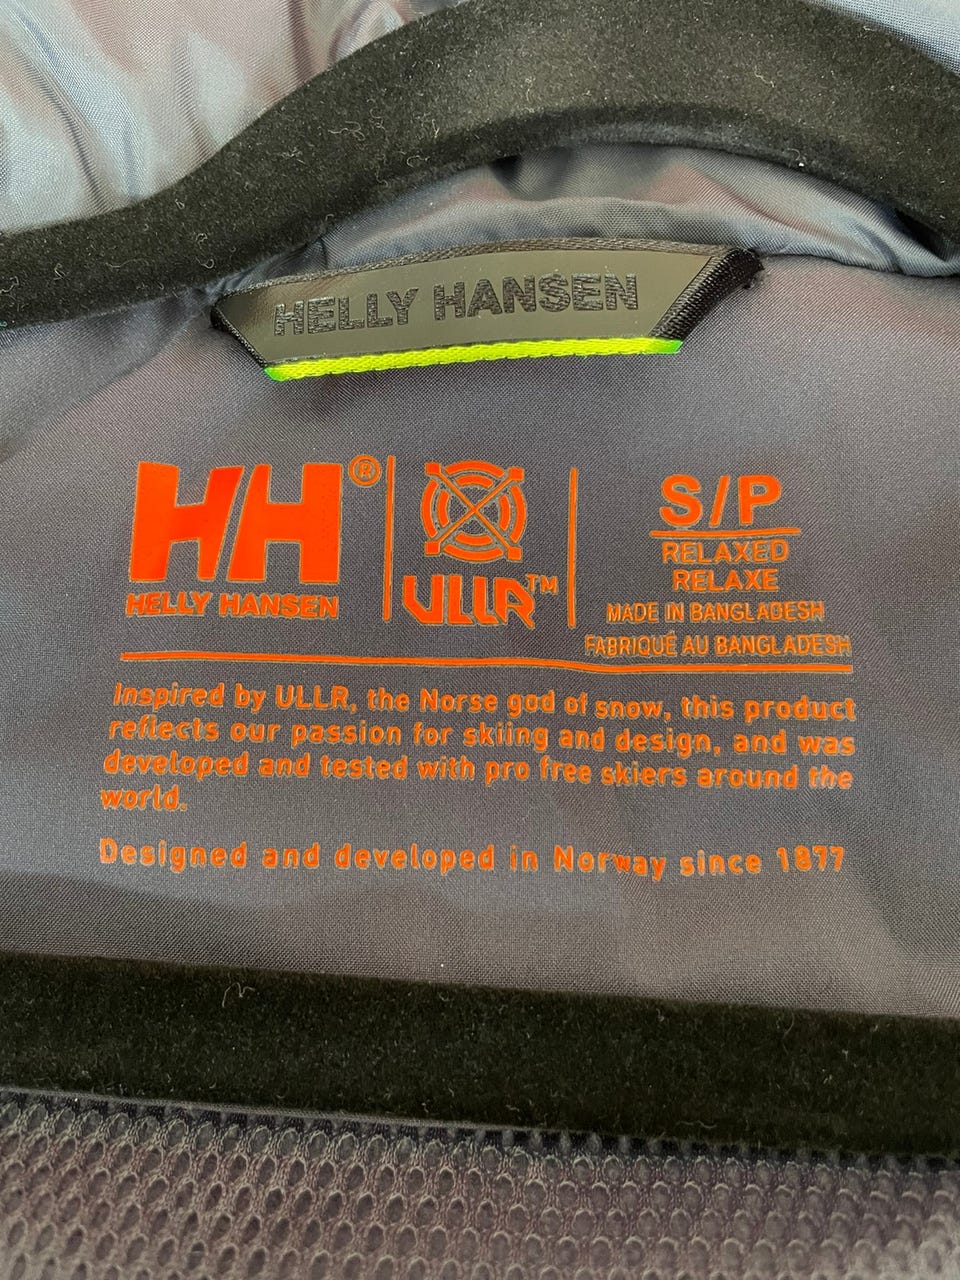 HELLY HANSEN
HH®
HELLY HANSEN
ULLR™
S/P
RELAXED
RELAXE
MADE IN BANGLADESH
FABRIQUÉ AU BANGLADESH
Inspired by ULLR, the Norse god of snow, this product
reflects our passion for skiing and design, and was
developed and tested with pro free skiers around the
world.
Designed and developed in Norway since 1877